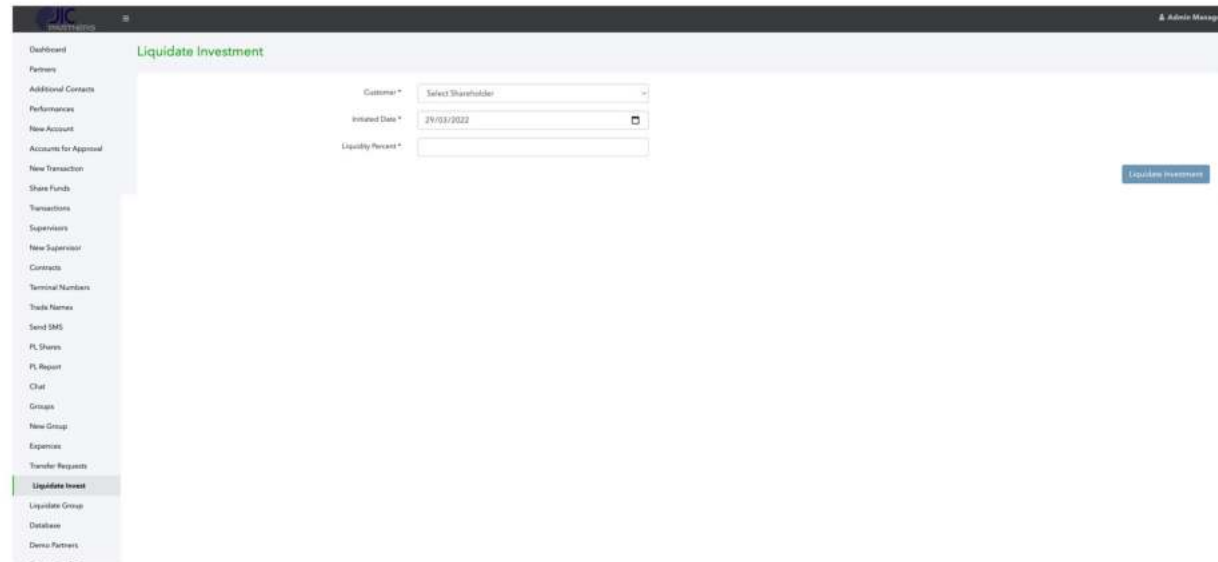 JIC
Admin Manage
Dashboard
Liquidate Investment
Partners
Additional Contacts
Customer *
Select Shareholder
Performances
Initiated Date *
29/03/2022
New Account
Accounts for Approval
Liquidity Percent *
New Transaction
Liquidate Investment
Share Funds
Transactions
Supervisors
New Supervisor
Contracts
Terminal Numbers
Trade Names
Send SMS
PL Shares
PL Report
Chat
Groups
New Group
Expences
Transfer Requests
Liquidate Invest
Liquidate Group
Database
Demo Partners